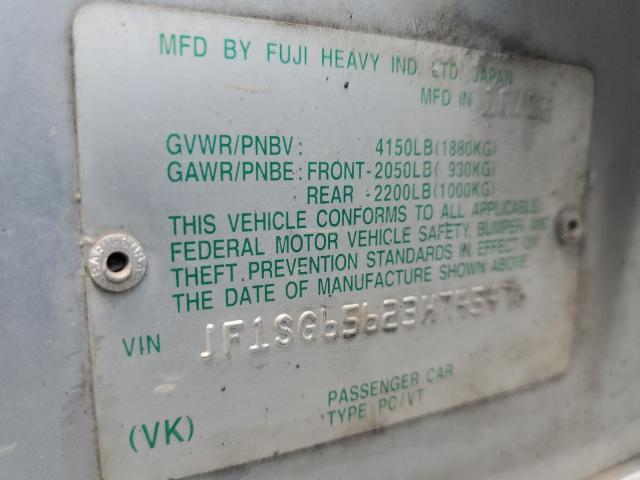 MFD BY FUJI HEAVY IND. LTD. JAPAN
MFD IN
GVWR/PNBV: 4150LB(1880KG)
GAWR/PNBE: FRONT-2050LB( 930KG)
REAR -2200LB(1000KG)
THIS VEHICLE CONFORMS TO ALL APPLICABLE
FEDERAL MOTOR VEHICLE SAFETY, BUMPER, AND
THEFT PREVENTION STANDARDS IN EFFECT ON
THE DATE OF MANUFACTURE SHOWN ABOVE.
VIN
PASSENGER CAR
(VK) TYPE: PC/VT